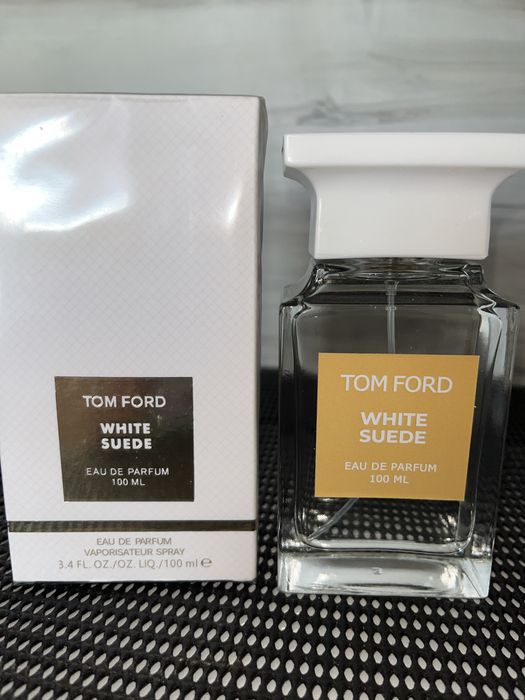 TOM FORD
WHITE
SUEDE
EAU DE PARFUM
100 ML
EAU DE PARFUM
VAPORISATEUR SPRAY
3.4 FL. OZ./OZ. LIQ./100 ml ℮
TOM FORD
WHITE
SUEDE
EAU DE PARFUM
100 ML